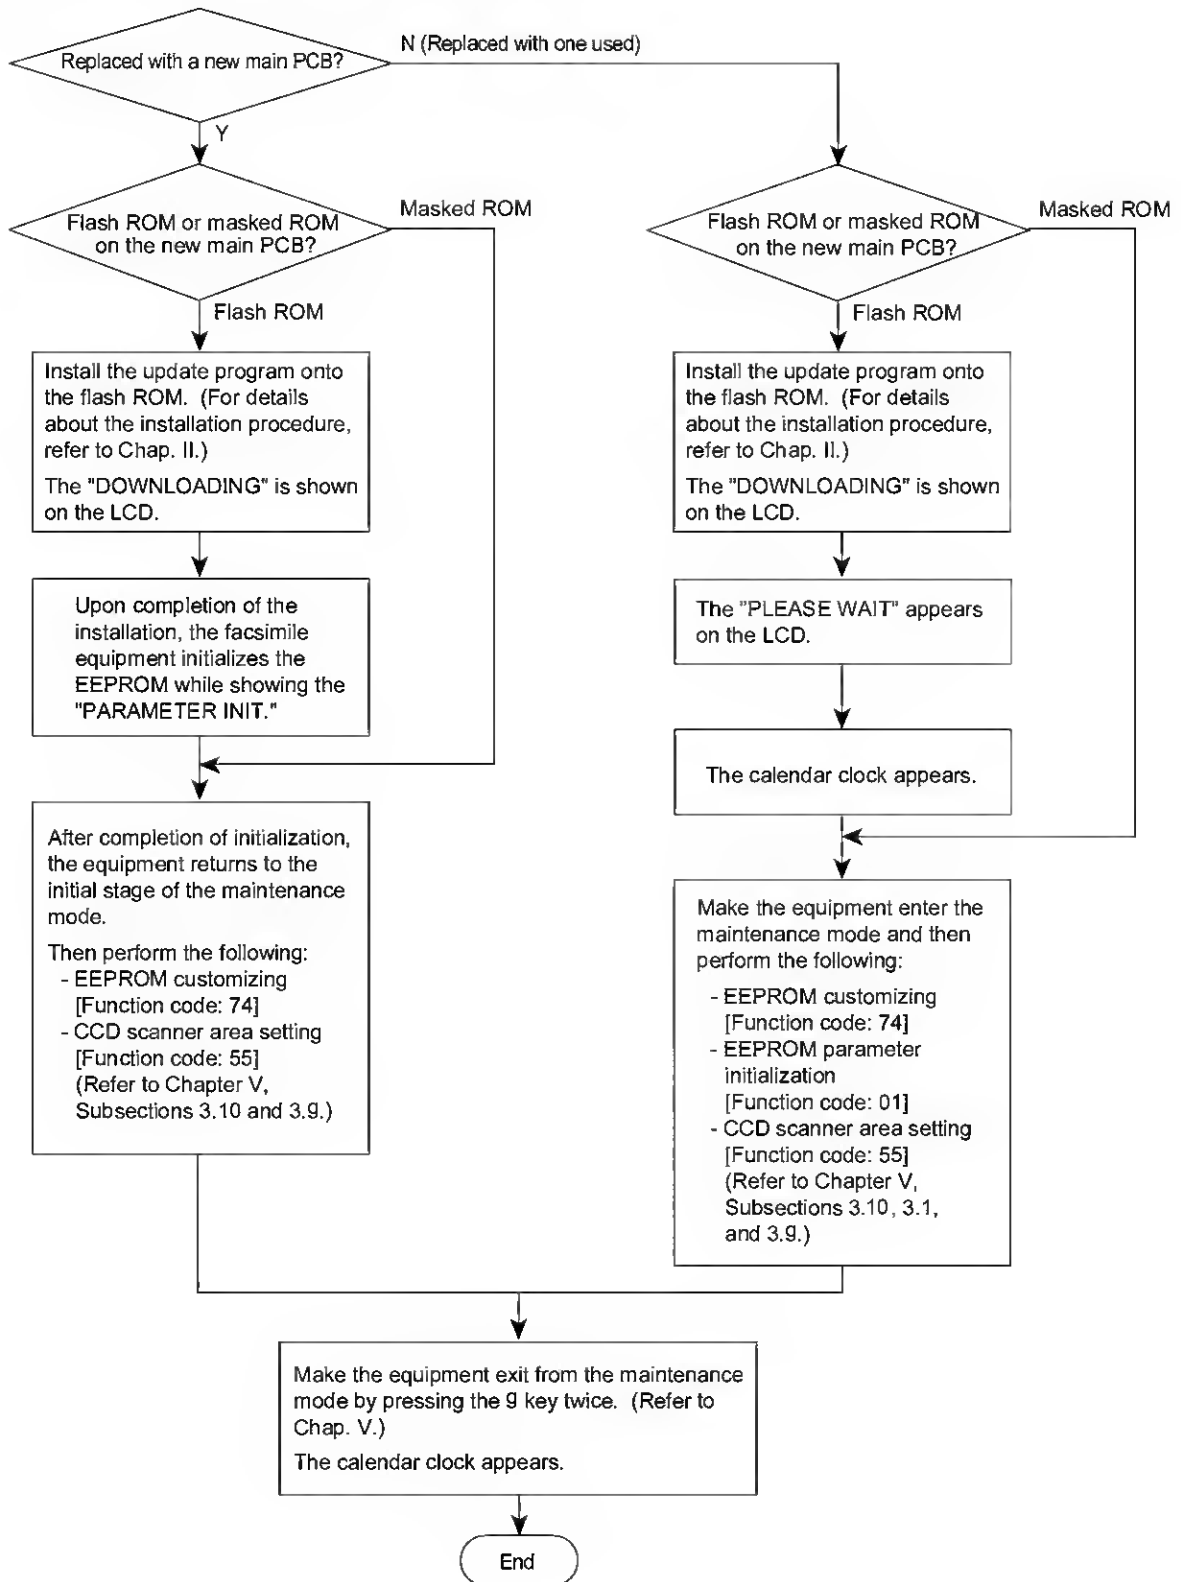 Replaced with a new main PCB?
N (Replaced with one used)
Y
Flash ROM or masked ROM
on the new main PCB?
Masked ROM
Flash ROM
Install the update program onto
the flash ROM. (For details
about the installation procedure,
refer to Chap. II.)
The "DOWNLOADING" is shown
on the LCD.
Upon completion of the
installation, the facsimile
equipment initializes the
EEPROM while showing the
"PARAMETER INIT."
After completion of initialization,
the equipment returns to the
initial stage of the maintenance
mode.
Then perform the following:
- EEPROM customizing
[Function code: 74]
- CCD scanner area setting
[Function code: 55]
(Refer to Chapter V,
Subsections 3.10 and 3.9.)
Flash ROM or masked ROM
on the new main PCB?
Masked ROM
Flash ROM
Install the update program onto
the flash ROM. (For details
about the installation procedure,
refer to Chap. II.)
The "DOWNLOADING" is shown
on the LCD.
The "PLEASE WAIT" appears
on the LCD.
The calendar clock appears.
Make the equipment enter the
maintenance mode and then
perform the following:
- EEPROM customizing
[Function code: 74]
- EEPROM parameter
initialization
[Function code: 01]
- CCD scanner area setting
[Function code: 55]
(Refer to Chapter V,
Subsections 3.10, 3.1,
and 3.9.)
Make the equipment exit from the maintenance
mode by pressing the 9 key twice. (Refer to
Chap. V.)
The calendar clock appears.
End